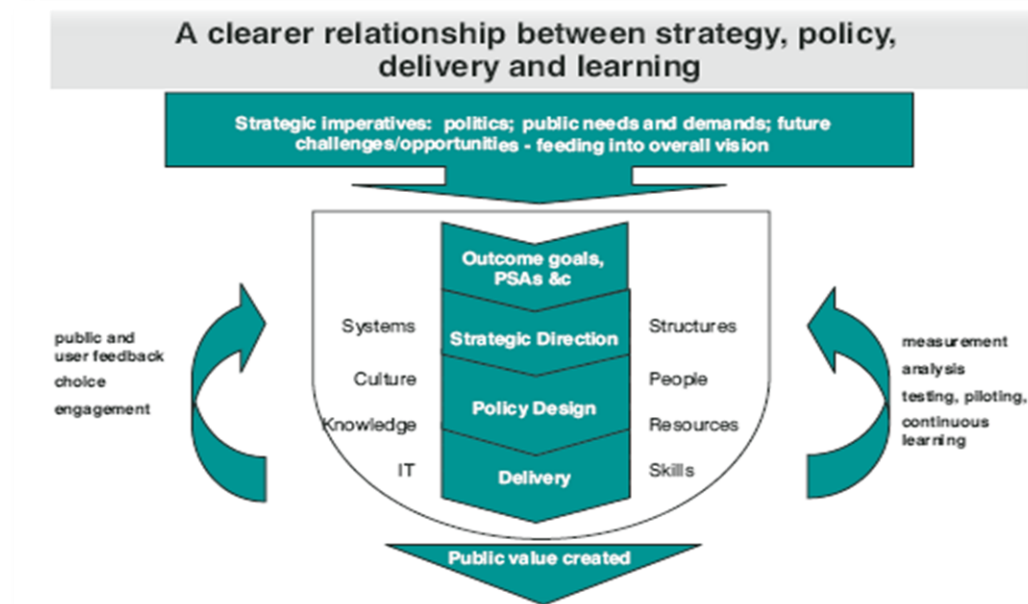 A clearer relationship between strategy, policy,
delivery and learning
Strategic imperatives: politics; public needs and demands; future
challenges/opportunities - feeding into overall vision
Outcome goals,
PSAs &c
Strategic Direction
Policy Design
Delivery
Systems
Culture
Knowledge
IT
Structures
People
Resources
Skills
public and
user feedback
choice
engagement
measurement
analysis
testing, piloting,
continuous
learning
Public value created